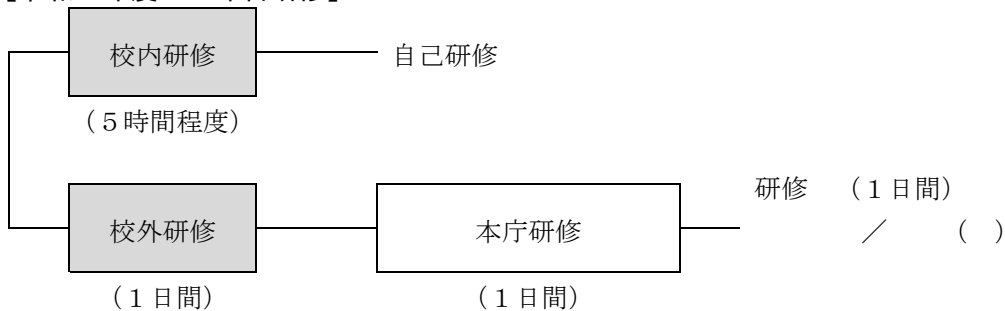 校内研修 自己研修
(5時間程度)
研修 (1日間)
校外研修 本庁研修 / ( )
(1日間) (1日間)